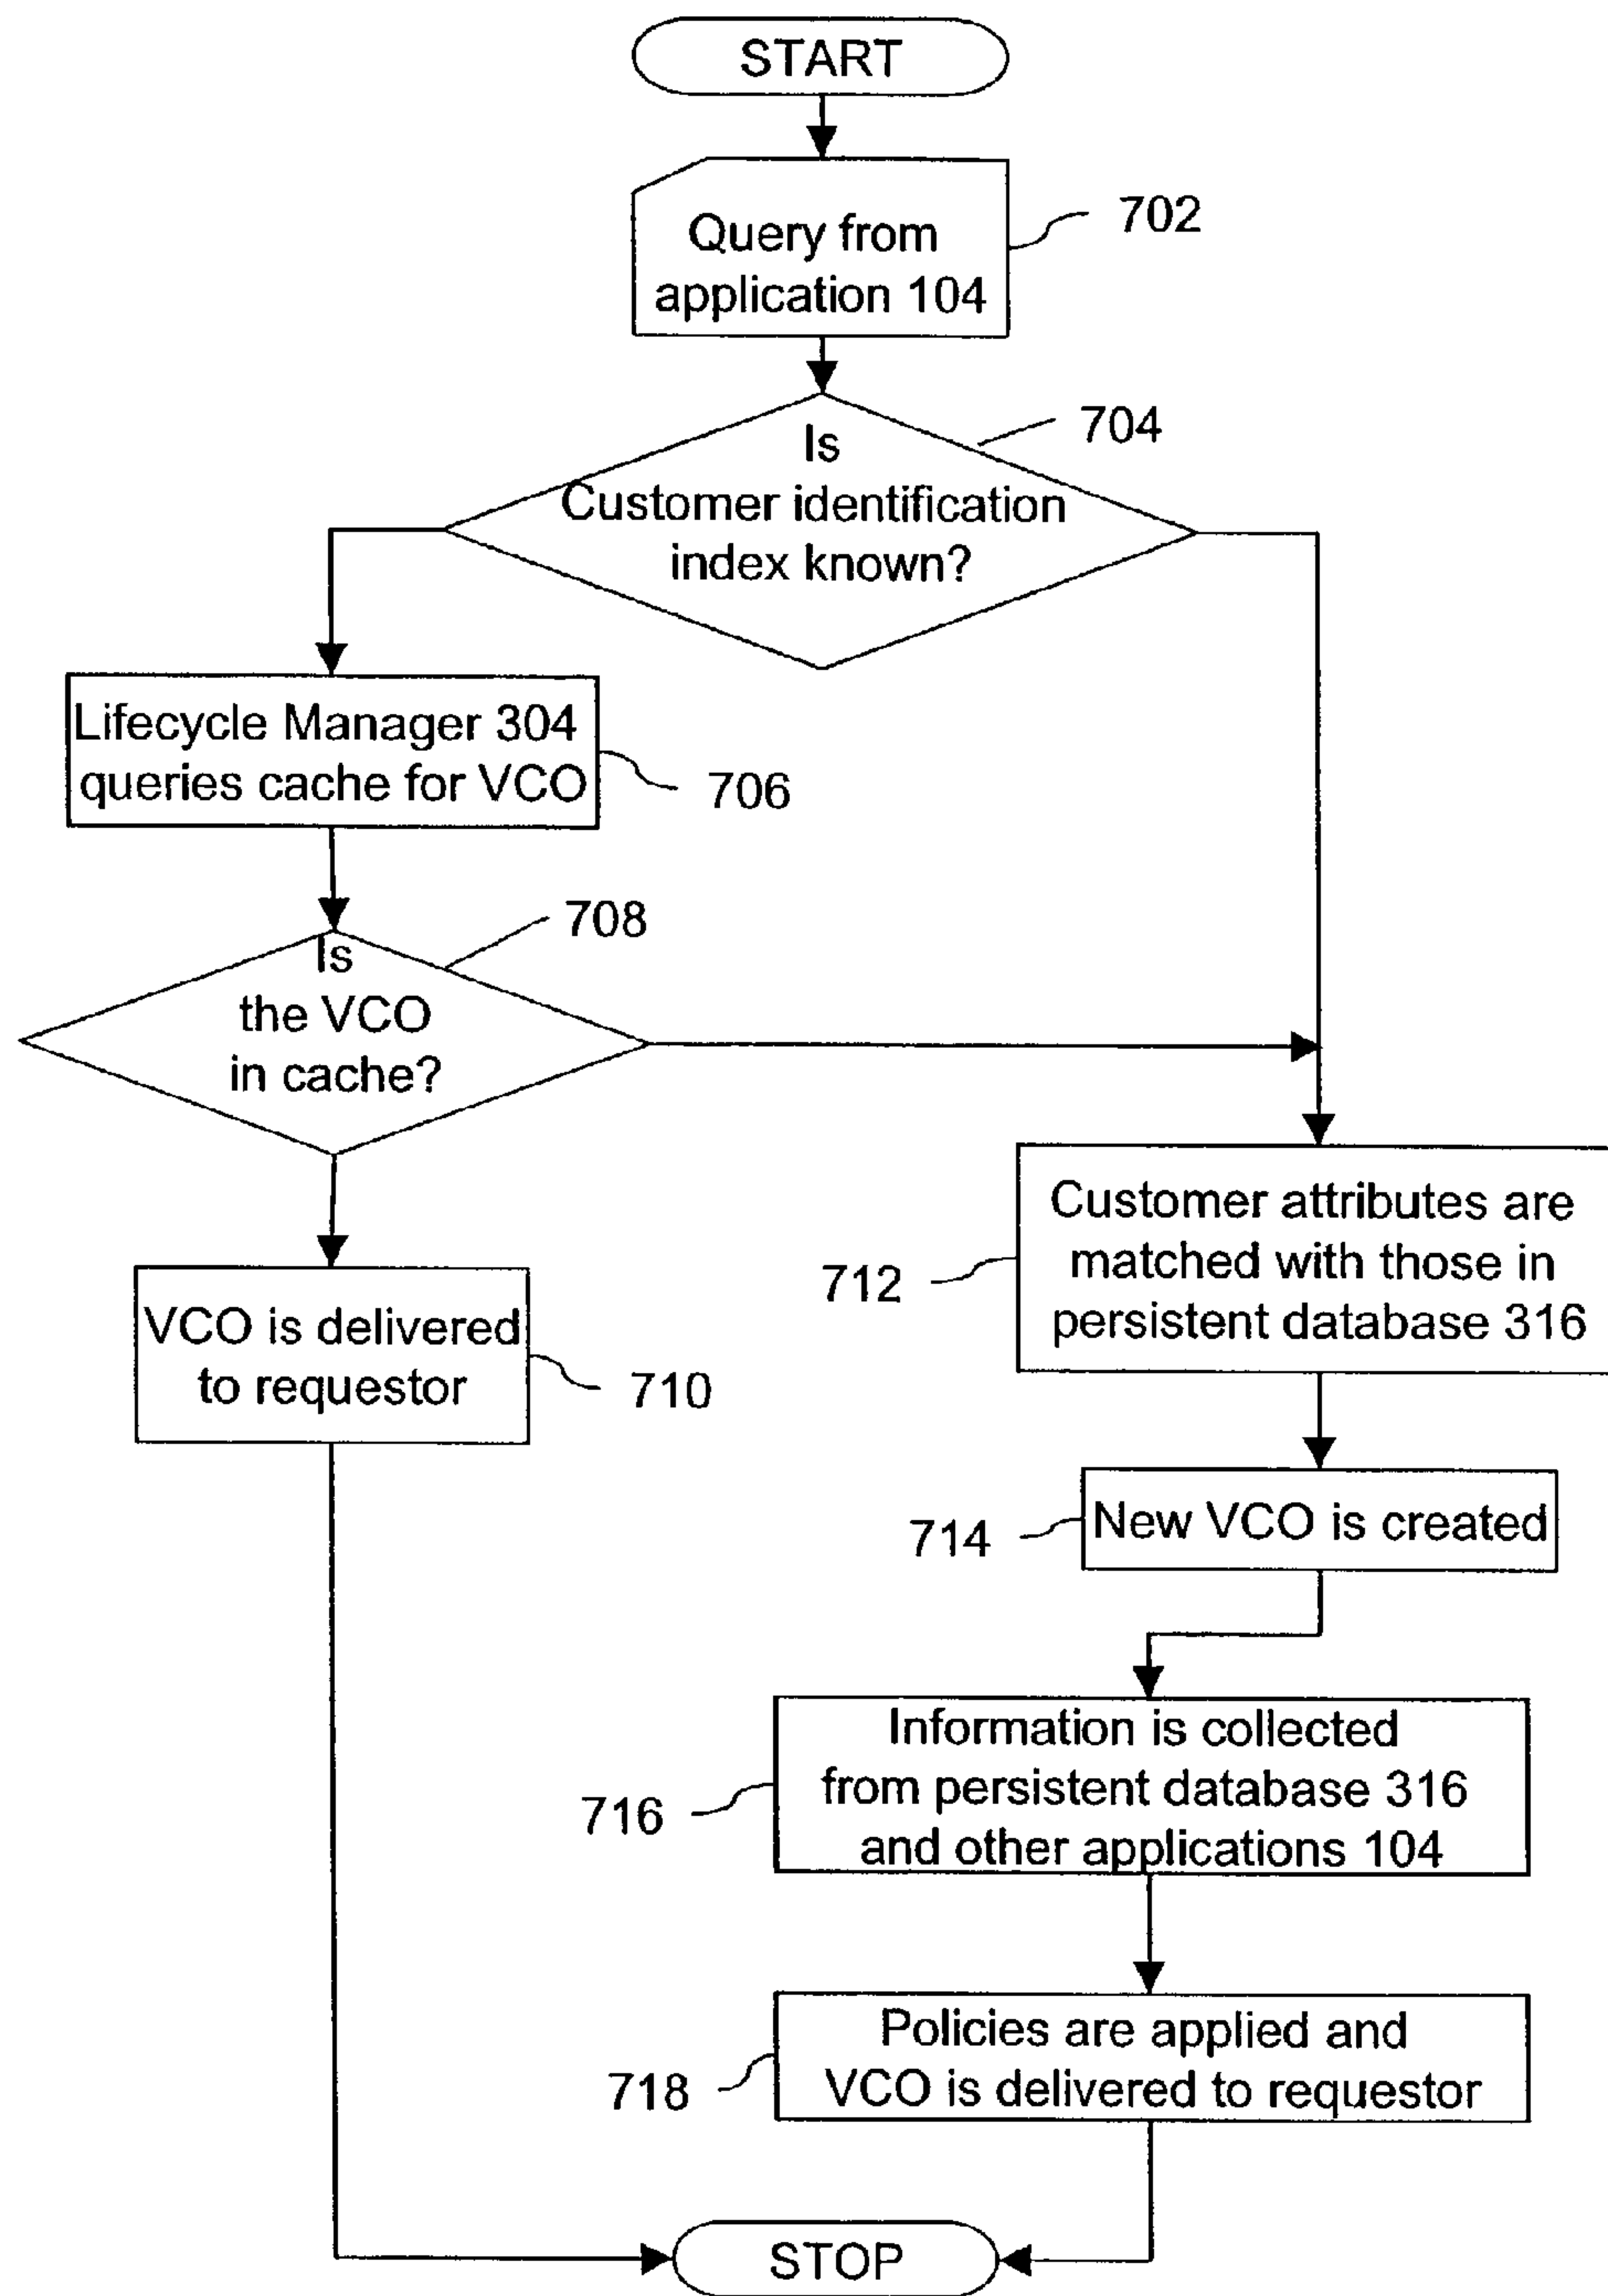 START
Query from
application 104
702
Is
Customer identification
index known?
704
Lifecycle Manager 304
queries cache for VCO
706
Is
the VCO
in cache?
708
VCO is delivered
to requestor
710
Customer attributes are
matched with those in
persistent database 316
712
New VCO is created
714
Information is collected
from persistent database 316
and other applications 104
716
Policies are applied and
VCO is delivered to requestor
718
STOP